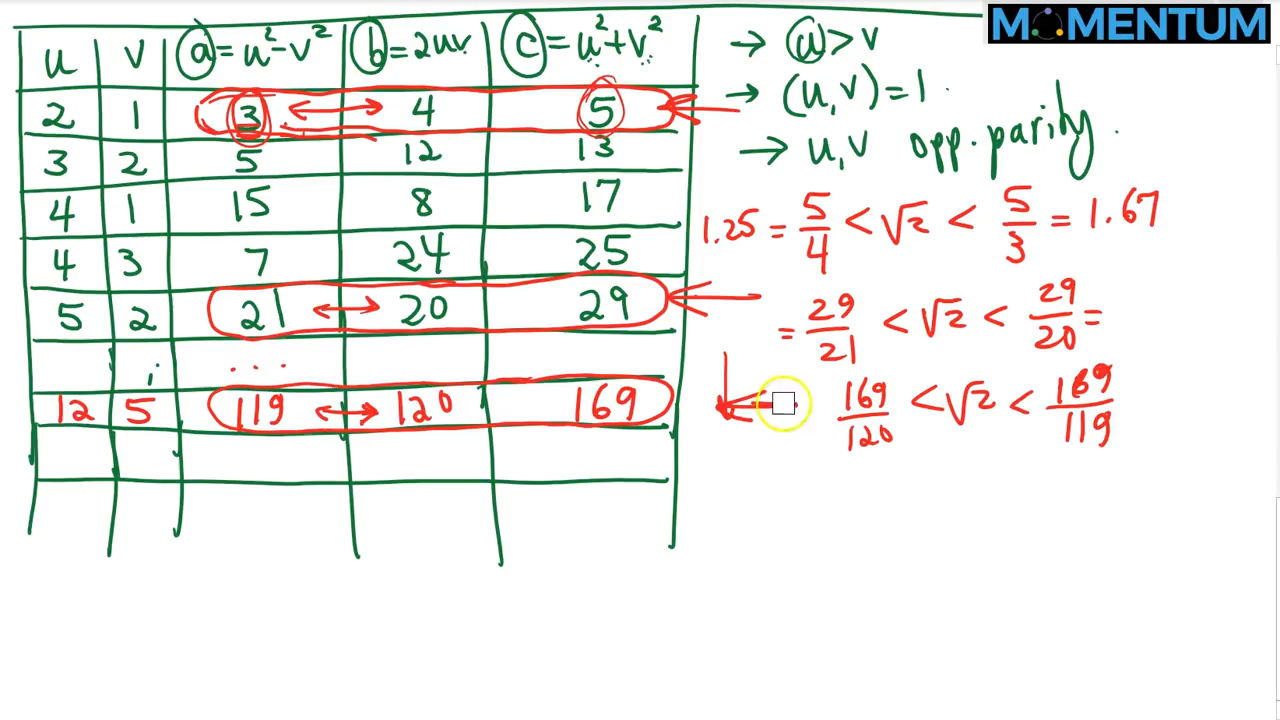 MOMENTUM
u v a = u² - v² b = 2uv c = u² + v²
2 1 3 ↔ 4 5
3 2 5 12 13
4 1 15 8 17
4 3 7 24 25
5 2 21 ↔ 20 29
...
12 5 119 ↔ 120 169
→ u > v
→ (u, v) = 1
→ u, v opp. parity.
1.25 = 5/4 < √2 < 5/3 = 1.67
= 29/21 < √2 < 29/20 =
169/120 < √2 < 169/119